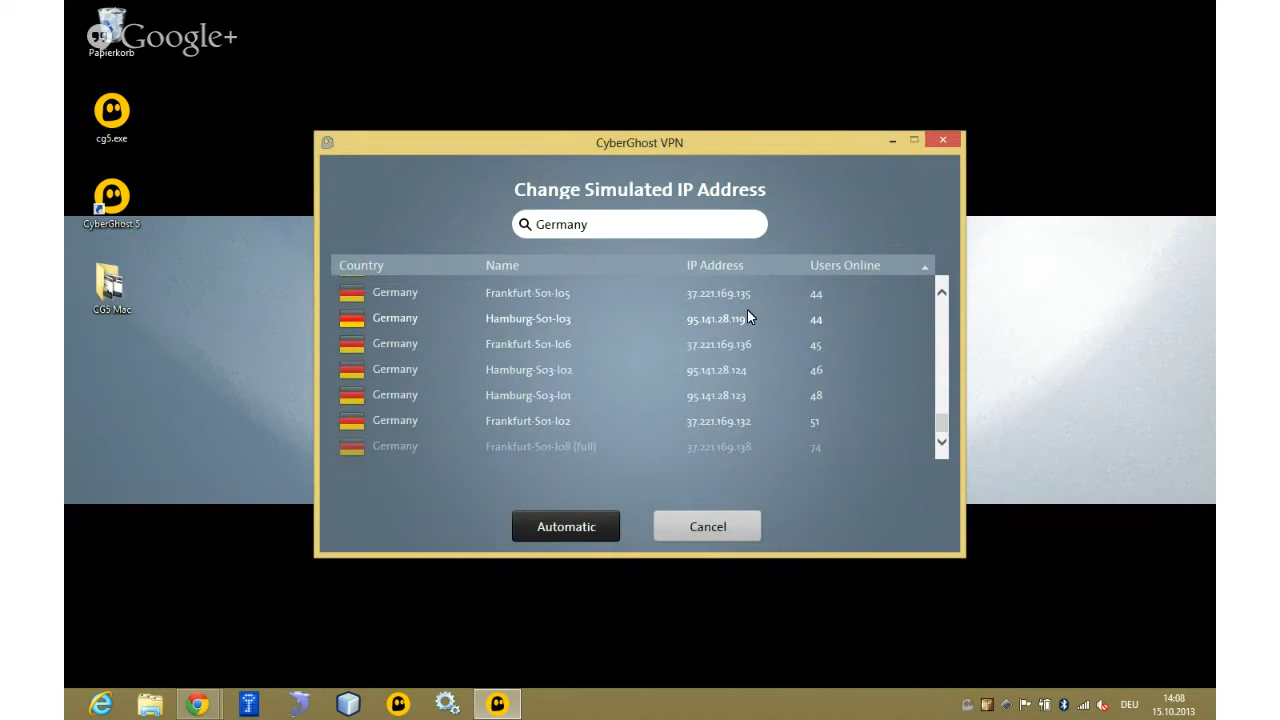 Google+
Papierkorb
cg5.exe
CyberGhost 5
CG5 Mac
CyberGhost VPN
Change Simulated IP Address
Germany
Country Name IP Address Users Online
Germany Frankfurt-S01-I05 37.221.169.135 44
Germany Hamburg-S01-I03 95.141.28.119 44
Germany Frankfurt-S01-I06 37.221.169.136 45
Germany Hamburg-S03-I02 95.141.28.124 46
Germany Hamburg-S03-I01 95.141.28.123 48
Germany Frankfurt-S01-I02 37.221.169.132 51
Germany Frankfurt-S01-I08 (full) 37.221.169.138 74
Automatic Cancel
DEU 14:08
15.10.2013